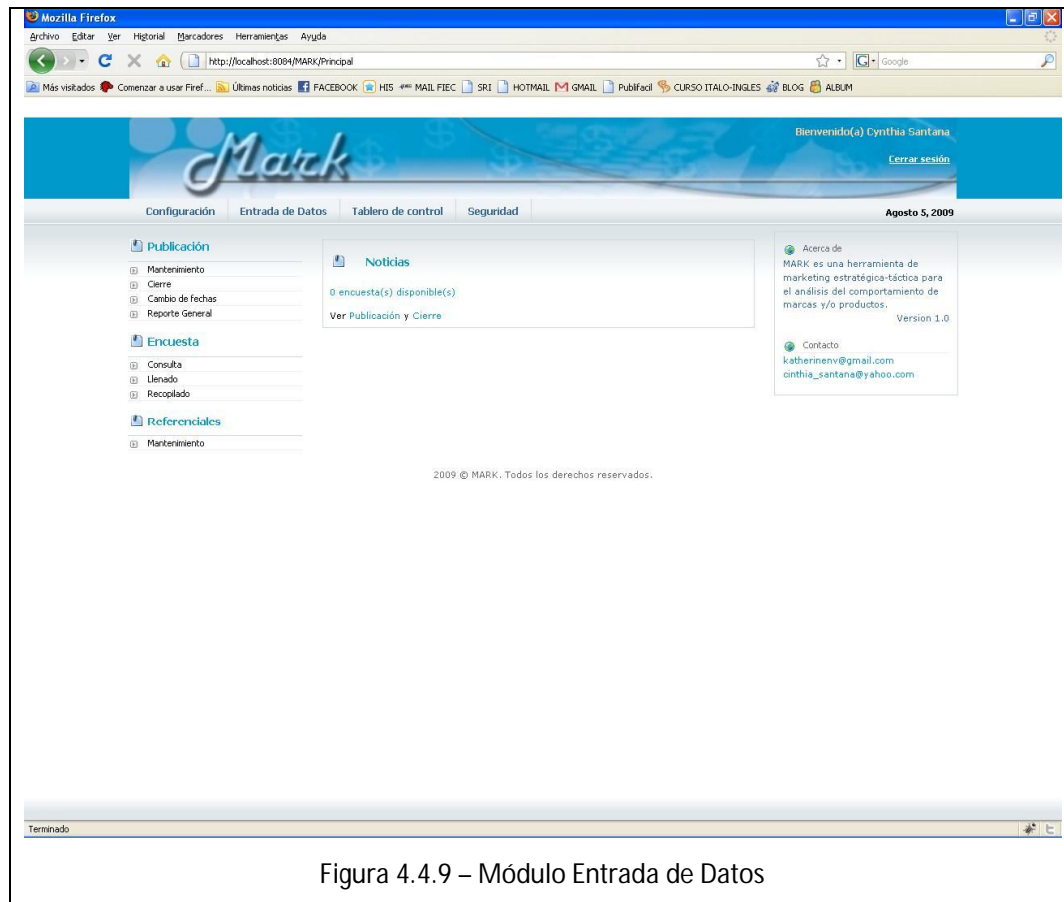 Mozilla Firefox
Archivo Editar Ver Historial Marcadores Herramientas Ayuda
http://localhost:8084/MARK/Principal
Google
Más visitados Comenzar a usar Firef... Últimas noticias FACEBOOK HI5 MAIL FIEC SRI HOTMAIL GMAIL Publifacil CURSO ITALO-INGLES BLOG ALBUM
Mark
Bienvenido(a) Cynthia Santana
Cerrar sesión
Configuración Entrada de Datos Tablero de control Seguridad
Agosto 5, 2009
Publicación
Mantenimiento
Cierre
Cambio de fechas
Reporte General
Encuesta
Consulta
Llenado
Recopilado
Referenciales
Mantenimiento
Noticias
0 encuesta(s) disponible(s)
Ver Publicación y Cierre
Acerca de
MARK es una herramienta de
marketing estratégica-táctica para
el análisis del comportamiento de
marcas y/o productos.
Version 1.0
Contacto
katherinenv@gmail.com
cinthia_santana@yahoo.com
2009 © MARK. Todos los derechos reservados.
Terminado
Figura 4.4.9 – Módulo Entrada de Datos